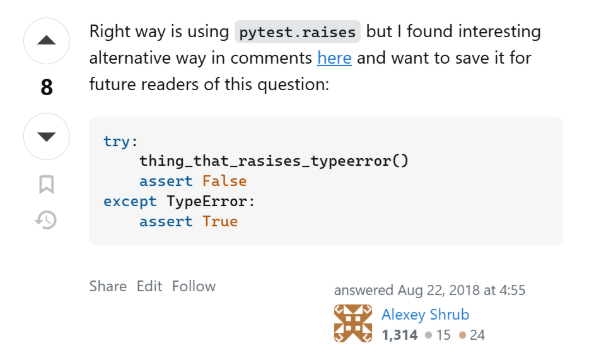 Right way is using pytest.raises but I found interesting
alternative way in comments here and want to save it for
8
future readers of this question:
try:
    thing_that_rasises_typeerror()
    assert False
except TypeError:
    assert True
Share Edit Follow
answered Aug 22, 2018 at 4:55
Alexey Shrub
1,314 15 24